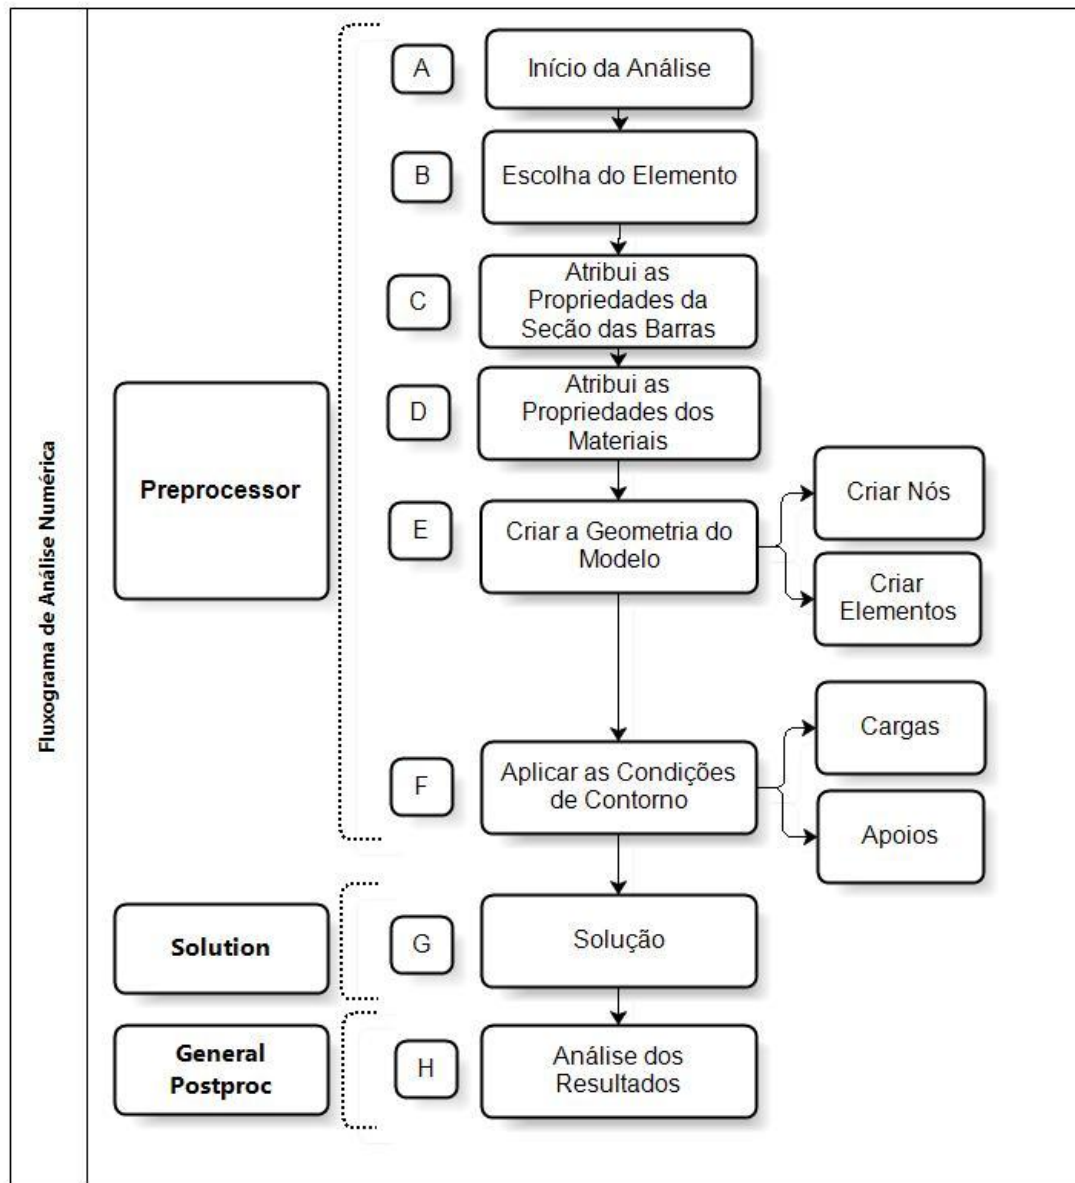 Fluxograma de Análise Numérica
Preprocessor
A
Início da Análise
B
Escolha do Elemento
C
Atribui as
Propriedades da
Seção das Barras
D
Atribui as
Propriedades dos
Materiais
E
Criar a Geometria do
Modelo
Criar Nós
Criar
Elementos
F
Aplicar as Condições
de Contorno
Cargas
Apoios
Solution
G
Solução
General
Postproc
H
Análise dos
Resultados